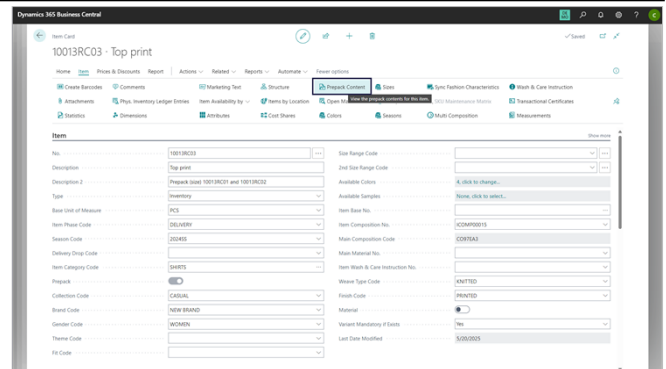 Dynamics 365 Business Central
Item Card
Saved
10013RC03 · Top print
Home Item Prices & Discounts Report Actions Related Reports Automate Fewer options
Create Barcodes Comments Marketing Text Structure Prepack Content Sizes Sync Fashion Characteristics Wash & Care Instruction
Attachments Phys. Inventory Ledger Entries Item Availability by Items by Location Open Ma View the prepack contents for this item. SKU Maintenance Matrix Transactional Certificates
Statistics Dimensions Attributes Cost Shares Colors Seasons Multi Composition Measurements
Item Show more
No. 10013RC03 Size Range Code
Description Top print 2nd Size Range Code
Description 2 Prepack (size) 10013RC01 and 10013RC02 Available Colors 4, click to change...
Type Inventory Available Samples None, click to select...
Base Unit of Measure PCS Item Base No.
Item Phase Code DELIVERY Item Composition No. ICOMP00015
Season Code 2024SS Main Composition Code CO97EA3
Delivery Drop Code Main Material No.
Item Category Code SHIRTS Item Wash & Care Instruction No.
Prepack Weave Type Code KNITTED
Collection Code CASUAL Finish Code PRINTED
Brand Code NEW BRAND Material
Gender Code WOMEN Variant Mandatory if Exists Yes
Theme Code Last Date Modified 5/20/2025
Fit Code